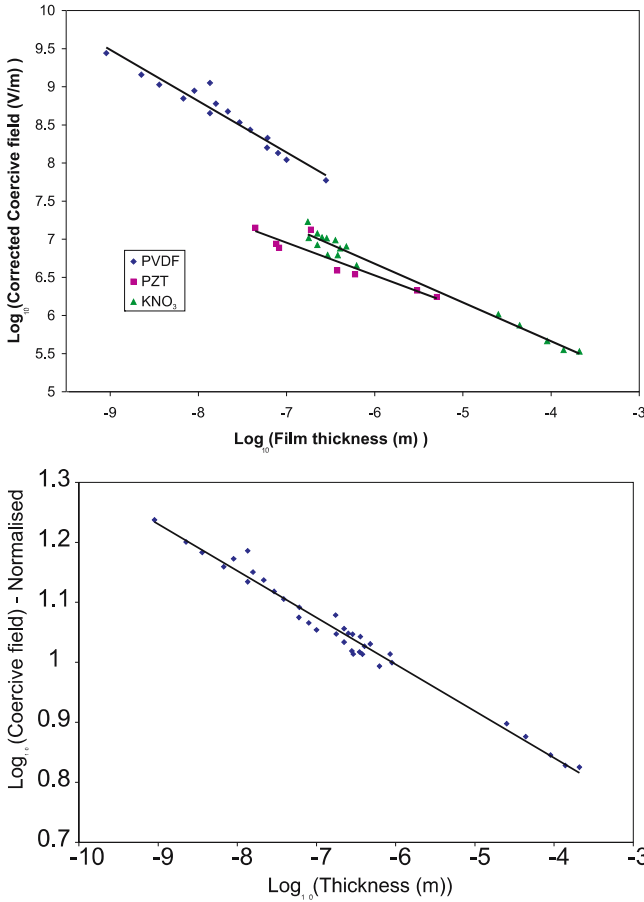 Log₁₀(Corrected Coercive field (V/m) )
10
9.5
9
8.5
8
7.5
7
6.5
6
5.5
5
PVDF
PZT
KNO₃
-9 -8 -7 -6 -5 -4 -3
Log₁₀(Film thickness (m) )
Log₁₀(Coercive field) - Normalised
1.3
1.2
1.1
1
0.9
0.8
0.7
-10 -9 -8 -7 -6 -5 -4 -3
Log₁₀(Thickness (m))